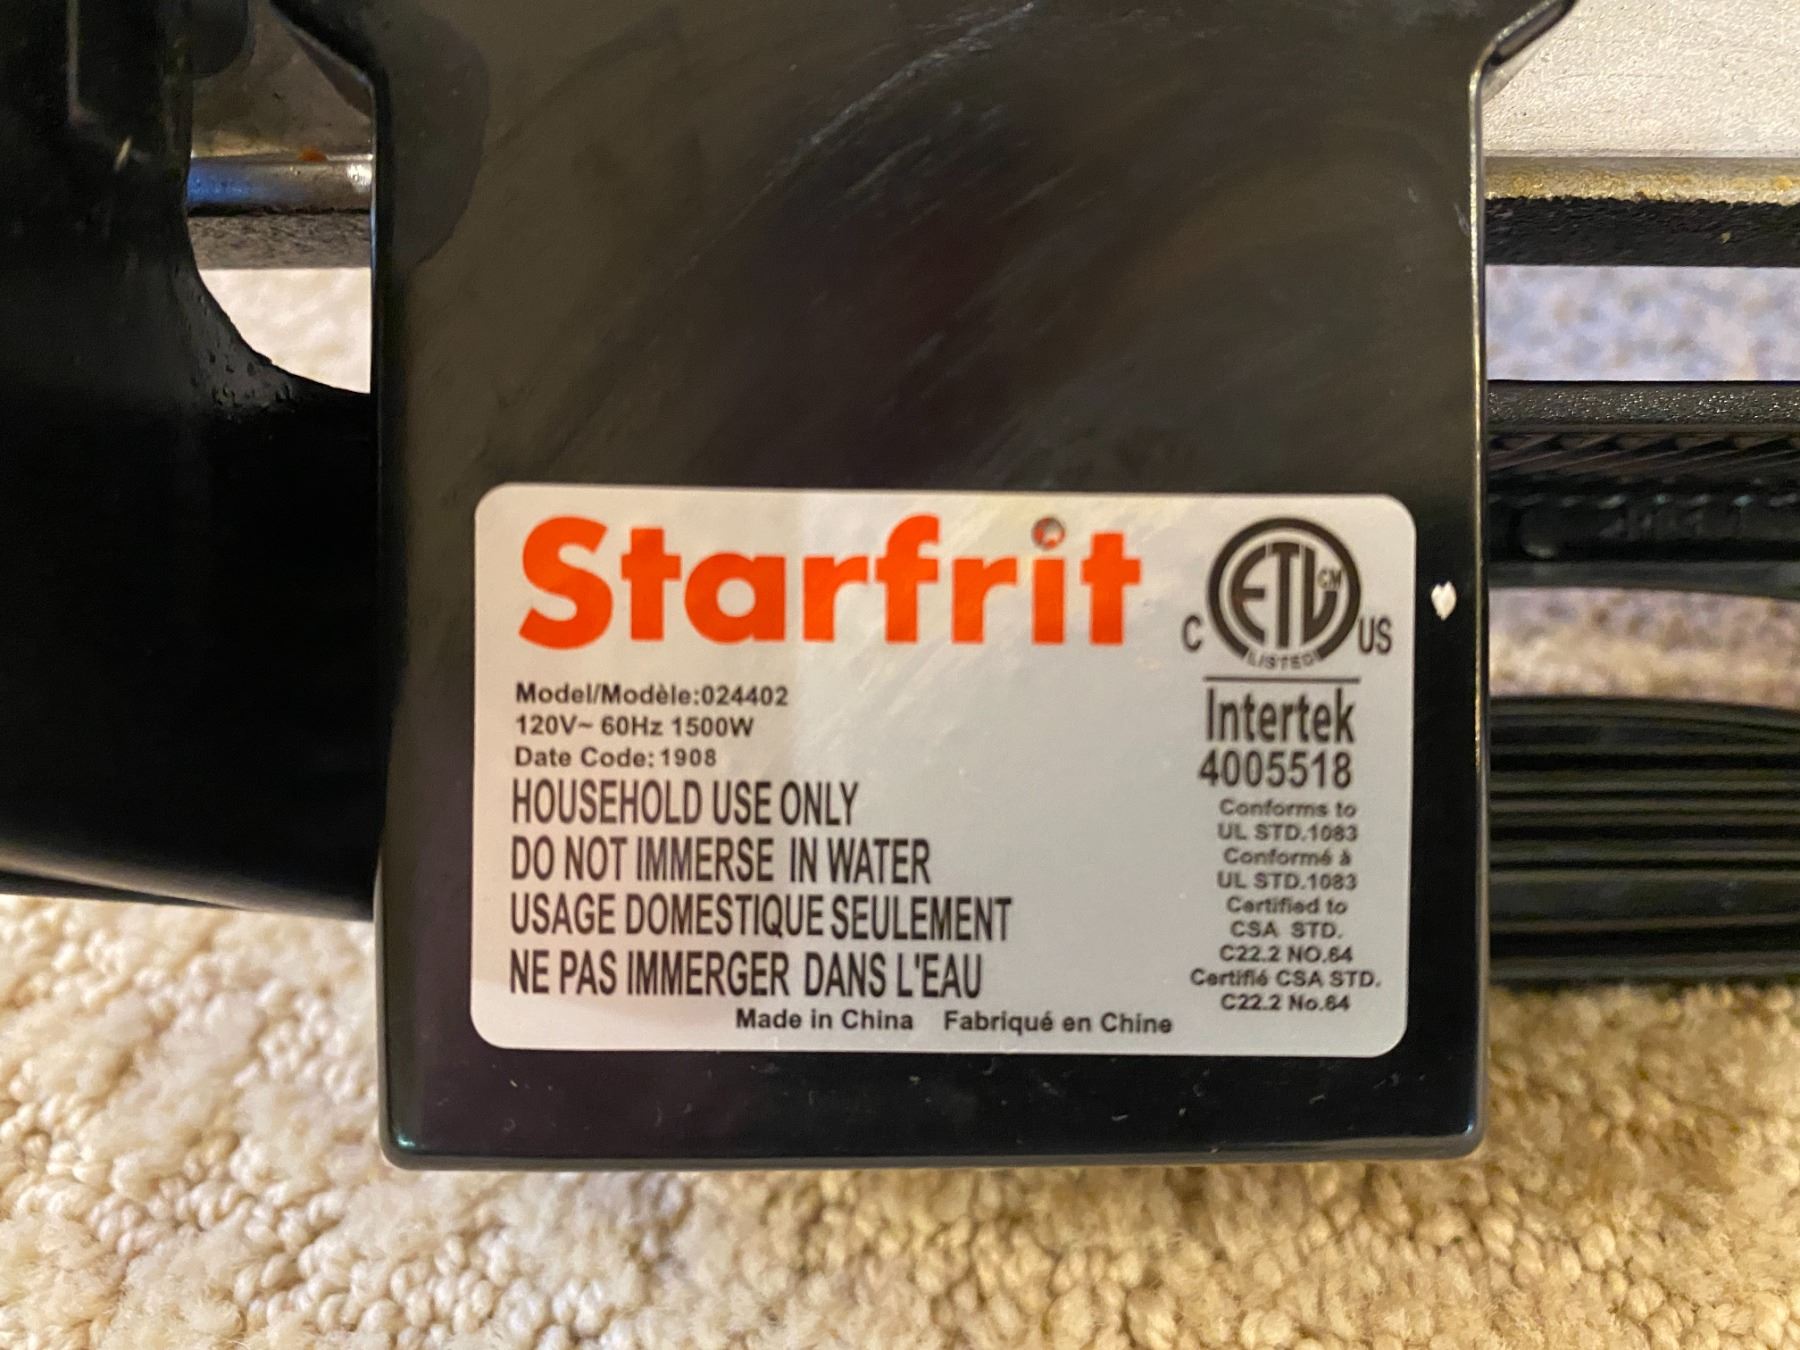 Starfrit
Model/Modèle:024402
120V~ 60Hz 1500W
Date Code:1908
HOUSEHOLD USE ONLY
DO NOT IMMERSE IN WATER
USAGE DOMESTIQUE SEULEMENT
NE PAS IMMERGER DANS L'EAU
Made in China Fabriqué en Chine
ETL CM
C US
LISTED
Intertek
4005518
Conforms to
UL STD.1083
Conformé à
UL STD.1083
Certified to
CSA STD.
C22.2 NO.64
Certifié CSA STD.
C22.2 No.64